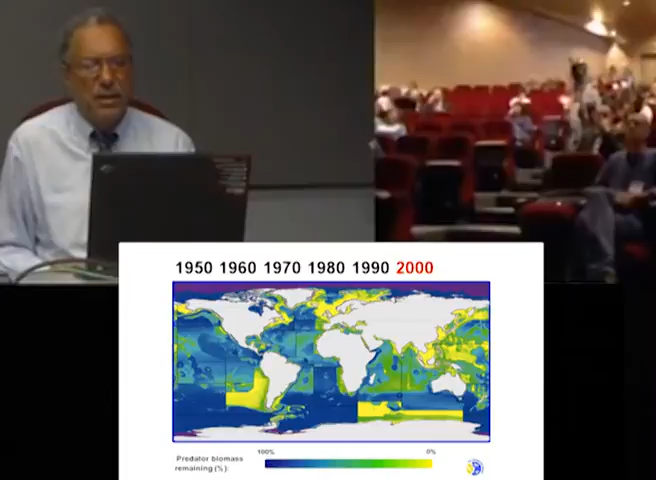 1950 1960 1970 1980 1990 2000
100%
0%
Predator biomass
remaining (%):